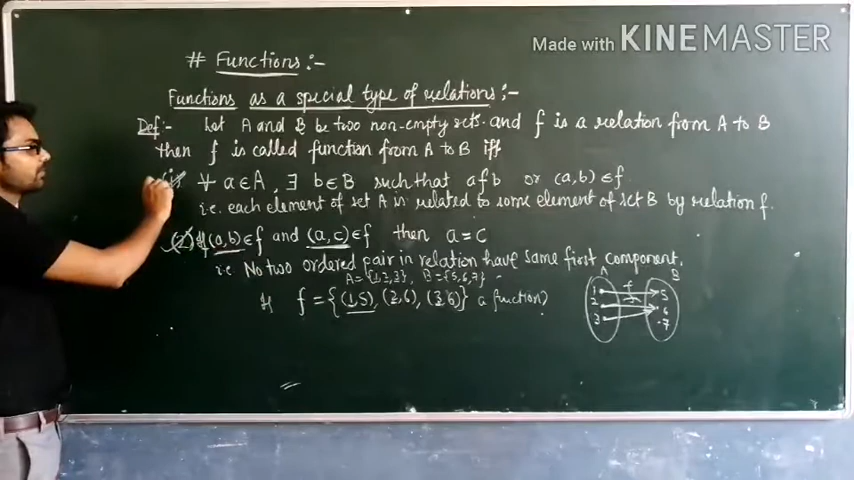 Made with KINEMASTER
# Functions :-
Functions as a special type of relations :-
Def :- Let A and B be two non-empty sets. and f is a relation from A to B
then f is called function from A to B iff
(1) ∀ a ∈ A, ∃ b ∈ B such that a f b or (a, b) ∈ f
i.e. each element of set A is related to some element of set B by relation f.
(2) If (a, b) ∈ f and (a, c) ∈ f then a = c
i.e No two ordered pair in relation have same first component.
A = {1, 2, 3}, B = {5, 6, 7}
If f = {(1, 5), (2, 6), (3, 6)} a function)
A B
f
1 5
2 6
3 7